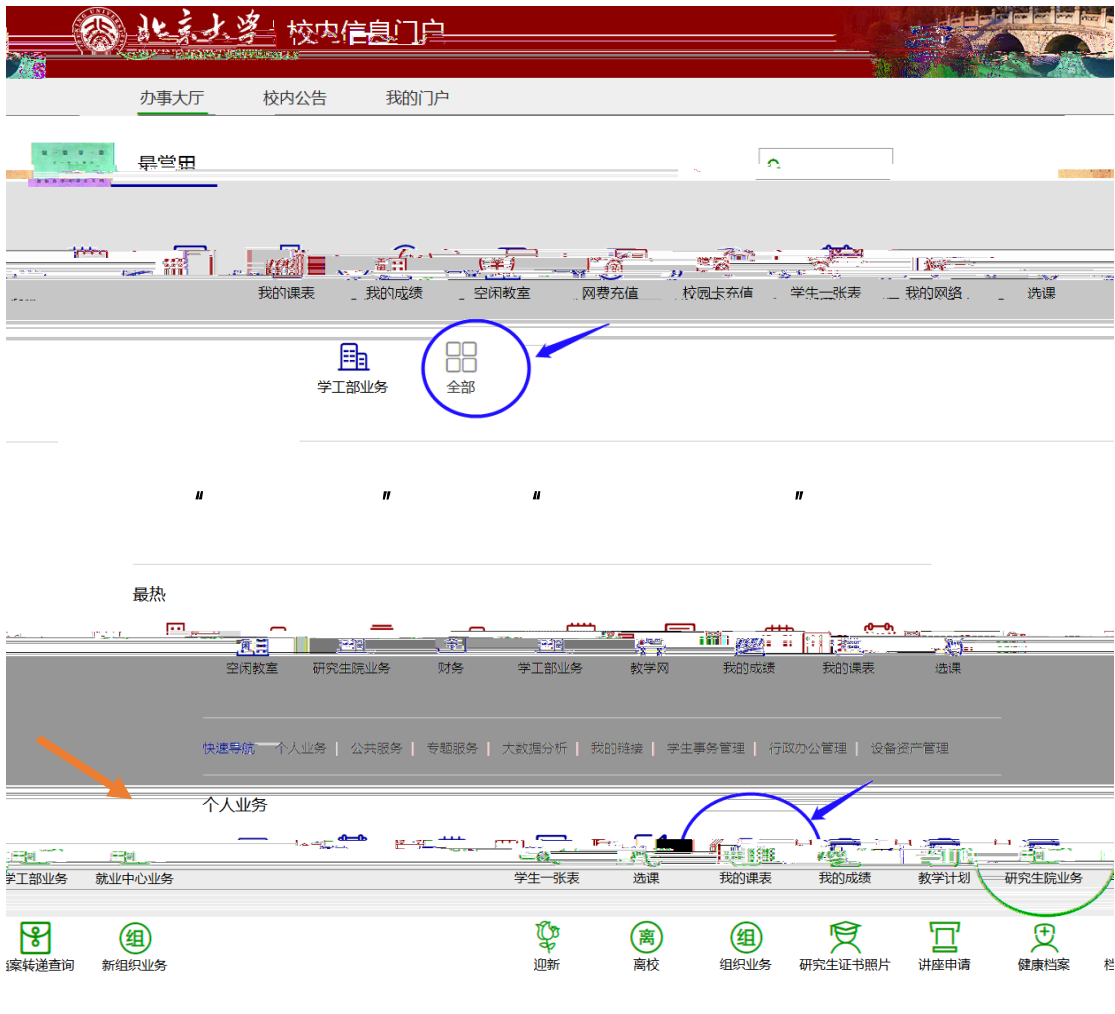 北京大学 校内信息门户
办事大厅 校内公告 我的门户
最常用
我的课表 我的成绩 空闲教室 网费充值 校园卡充值 学生一张表 我的网络 选课
学工部业务 全部
“ ” “ ”
最热
空闲教室 研究生院业务 财务 学工部业务 教学网 我的成绩 我的课表 选课
快速导航 个人业务 | 公共服务 | 专题服务 | 大数据分析 | 我的链接 | 学生事务管理 | 行政办公管理 | 设备资产管理
个人业务
学工部业务 就业中心业务 学生一张表 选课 我的课表 我的成绩 教学计划 研究生院业务
组 离 组
档案转递查询 新组织业务 迎新 离校 组织业务 研究生证书照片 讲座申请 健康档案 档